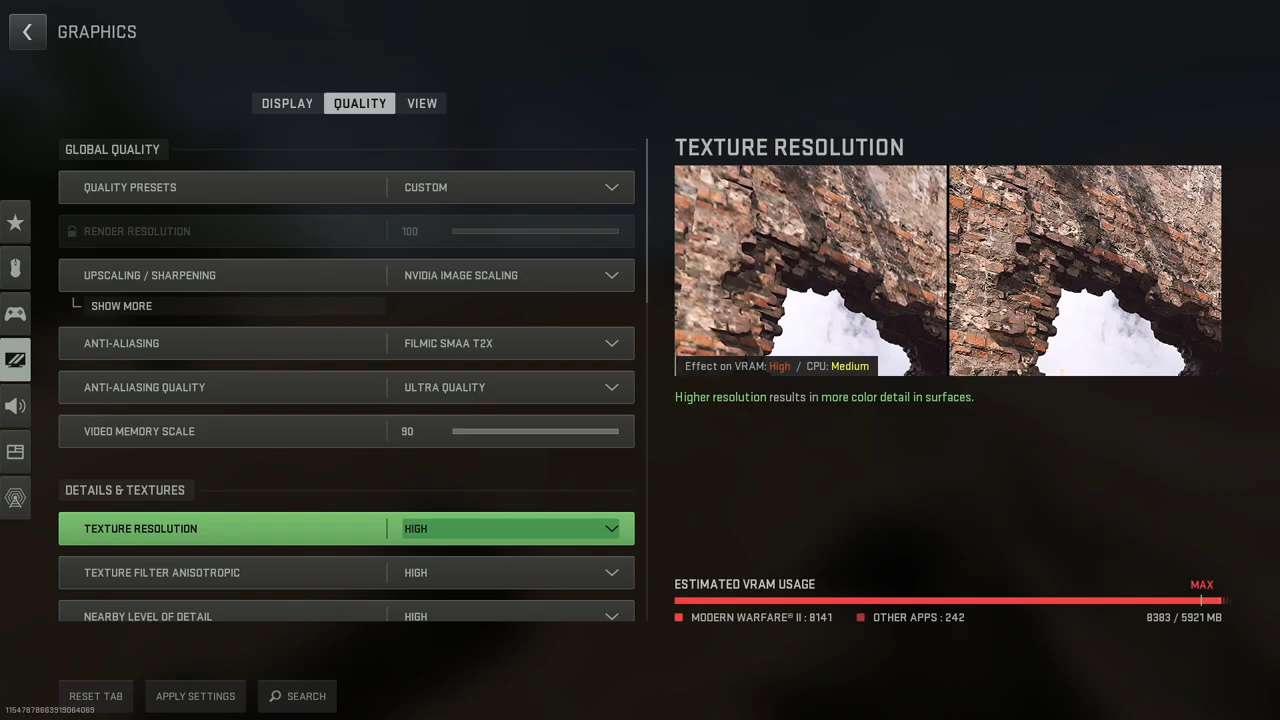 GRAPHICS
DISPLAY QUALITY VIEW
GLOBAL QUALITY
QUALITY PRESETS CUSTOM
RENDER RESOLUTION 100
UPSCALING / SHARPENING NVIDIA IMAGE SCALING
SHOW MORE
ANTI-ALIASING FILMIC SMAA T2X
ANTI-ALIASING QUALITY ULTRA QUALITY
VIDEO MEMORY SCALE 90
DETAILS & TEXTURES
TEXTURE RESOLUTION HIGH
TEXTURE FILTER ANISOTROPIC HIGH
NEARBY LEVEL OF DETAIL HIGH
TEXTURE RESOLUTION
Effect on VRAM: High / CPU: Medium
Higher resolution results in more color detail in surfaces.
ESTIMATED VRAM USAGE MAX
MODERN WARFARE® II : 8141 OTHER APPS : 242 8383 / 5921 MB
RESET TAB APPLY SETTINGS SEARCH